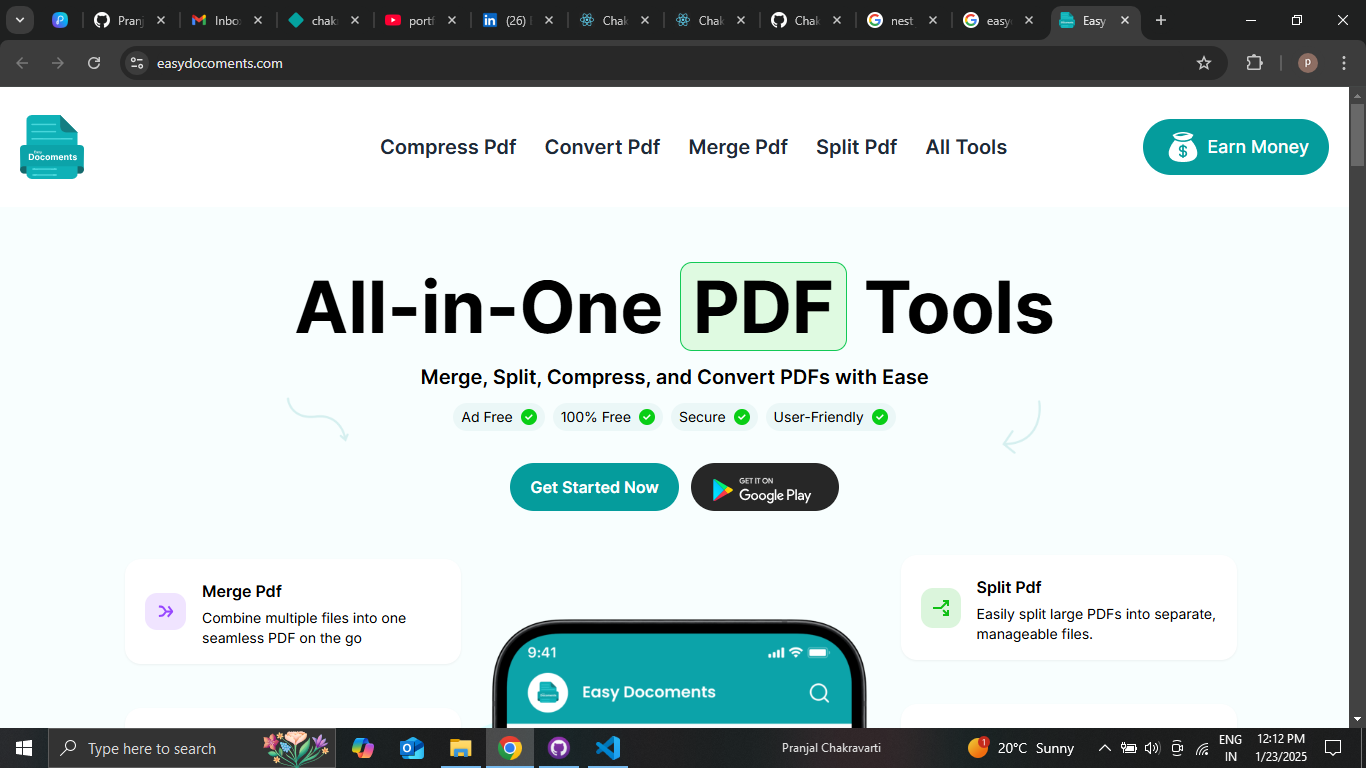 Pranj
Inbo
chak
portf
(26)
Chak
Chak
Chak
nest
easy
Easy
easydocoments.com
p
Easy
Docoments
Compress Pdf
Convert Pdf
Merge Pdf
Split Pdf
All Tools
Earn Money
All-in-One PDF Tools
Merge, Split, Compress, and Convert PDFs with Ease
Ad Free
100% Free
Secure
User-Friendly
Get Started Now
GET IT ON
Google Play
Merge Pdf
Combine multiple files into one
seamless PDF on the go
Split Pdf
Easily split large PDFs into separate,
manageable files.
9:41
Easy Docoments
Type here to search
Pranjal Chakravarti
1
20°C Sunny
ENG
IN
12:12 PM
1/23/2025